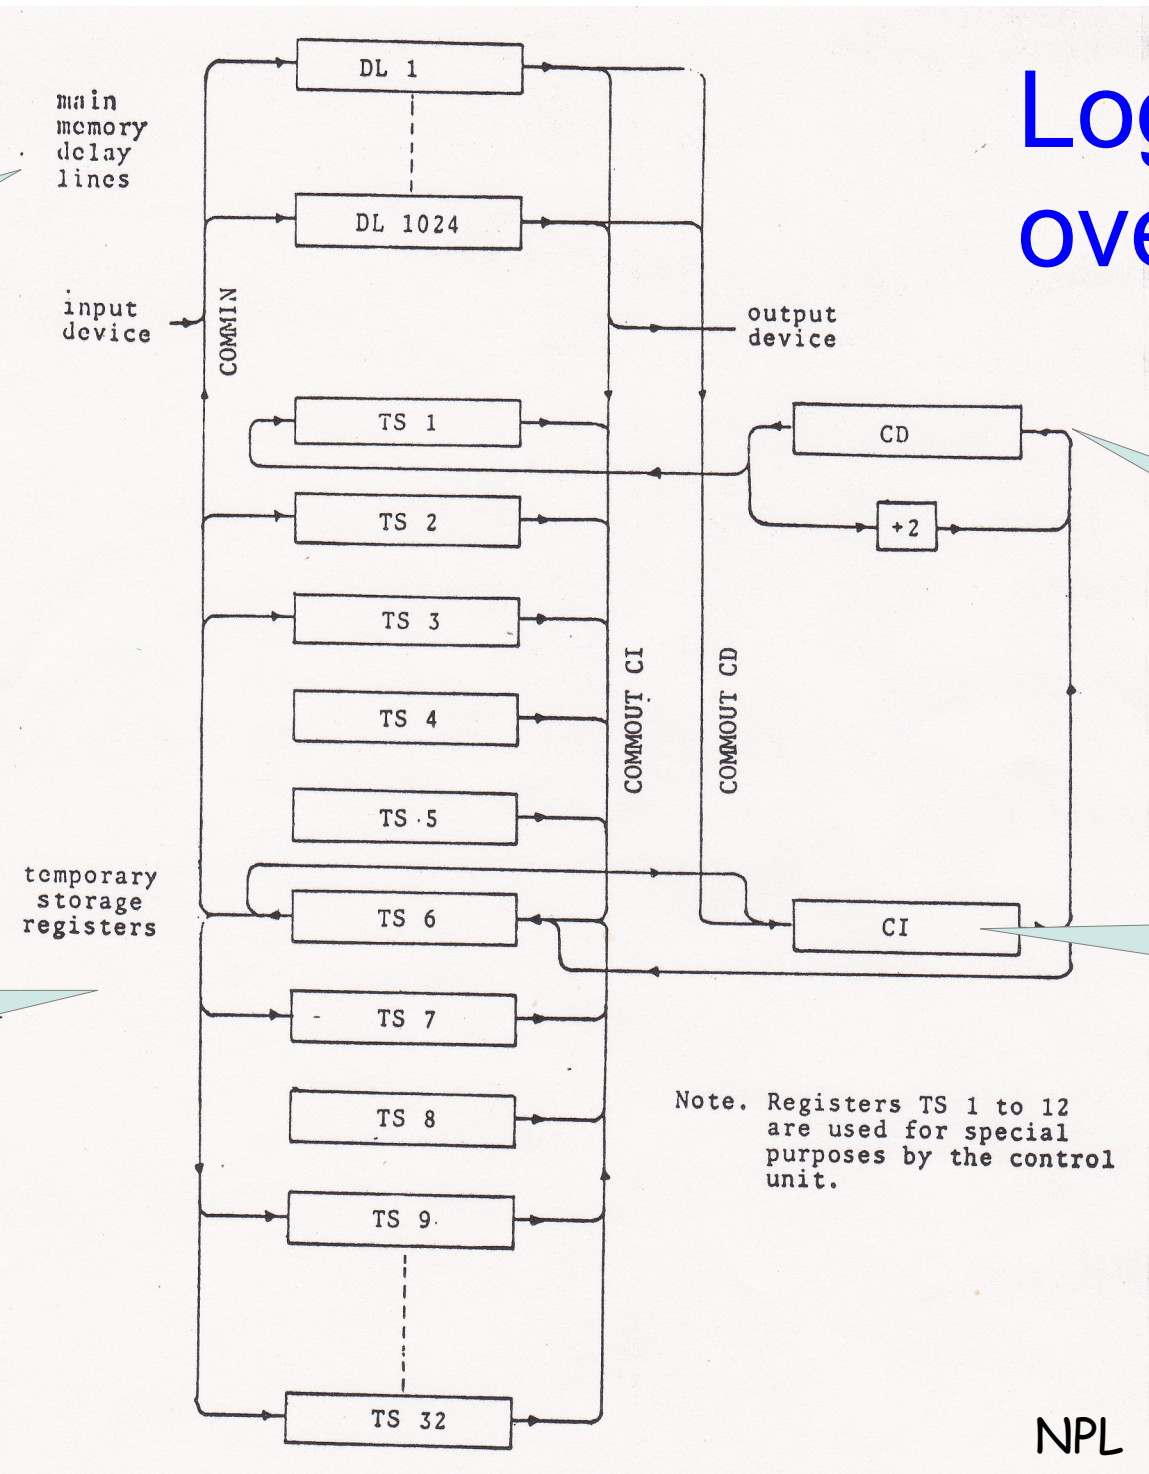 Log
ove
main
memory
delay
lines
DL 1
DL 1024
input
device
COMMIN
output
device
TS 1
CD
TS 2
+2
TS 3
TS 4
COMMOUT CI
COMMOUT CD
TS 5
temporary
storage
registers
TS 6
CI
TS 7
TS 8
Note. Registers TS 1 to 12
are used for special
purposes by the control
unit.
TS 9
TS 32
NPL